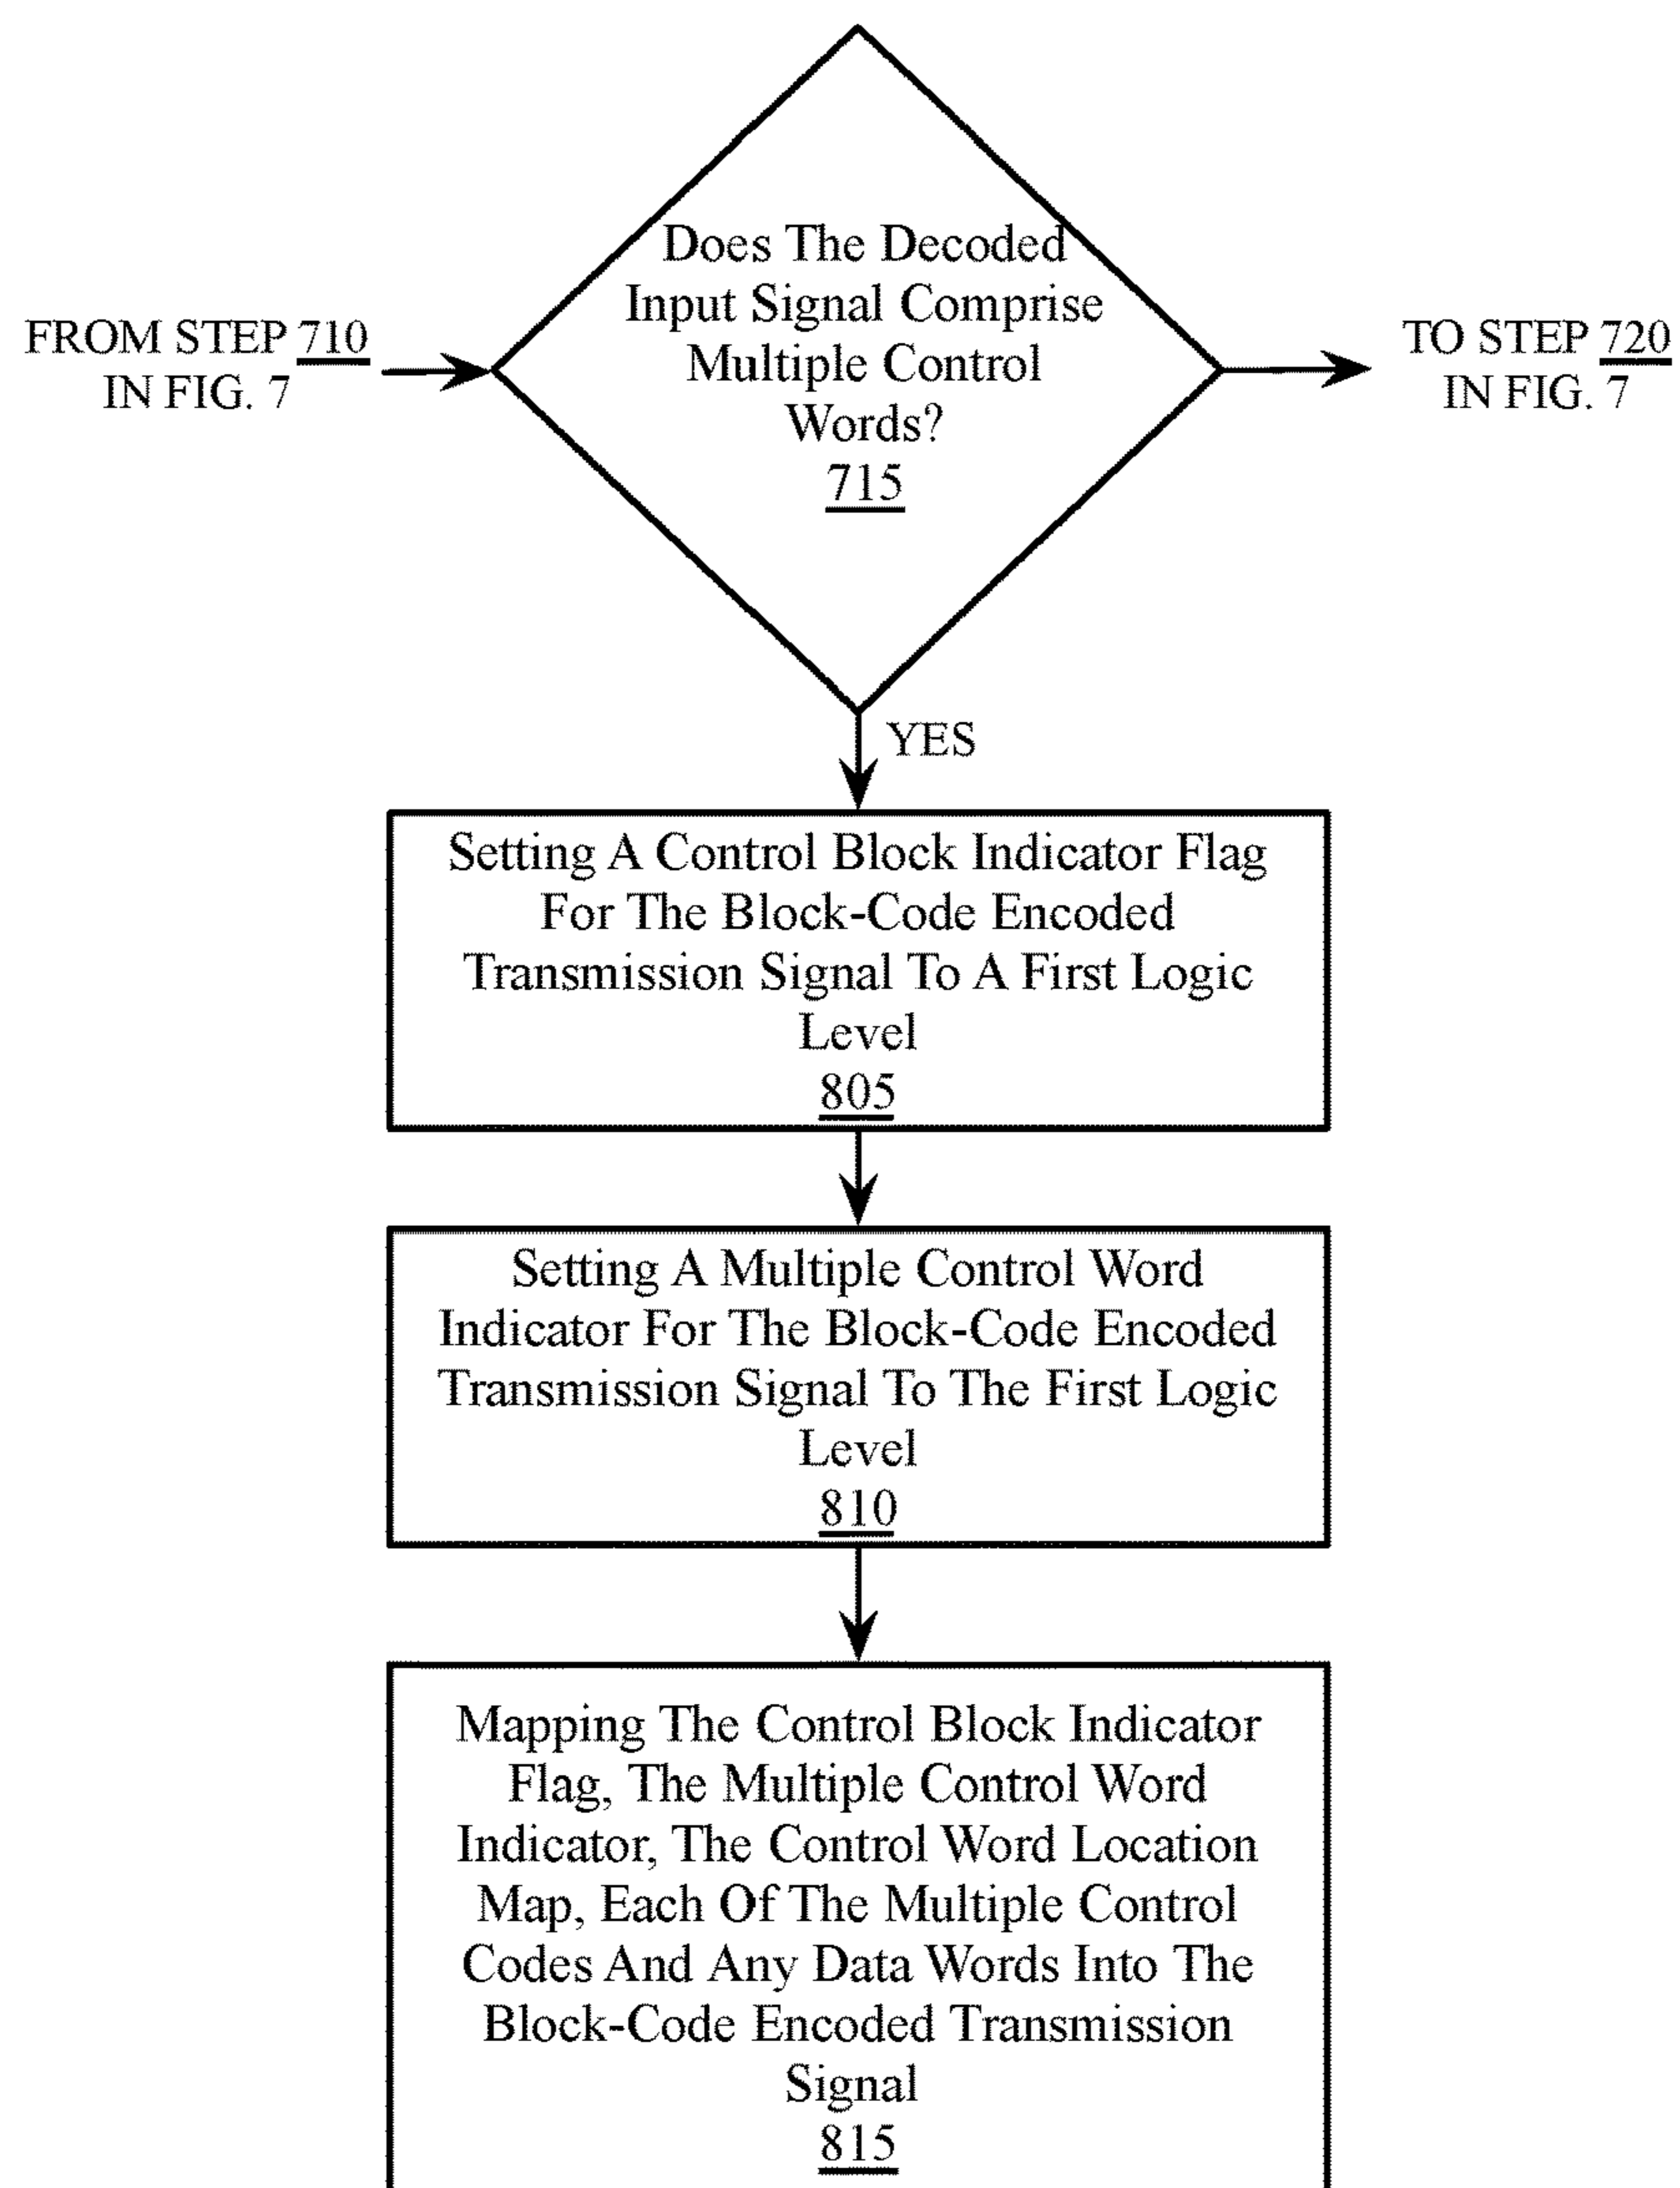 Does The Decoded
Input Signal Comprise
Multiple Control
Words?
715
FROM STEP 710
IN FIG. 7
TO STEP 720
IN FIG. 7
YES
Setting A Control Block Indicator Flag
For The Block-Code Encoded
Transmission Signal To A First Logic
Level
805
Setting A Multiple Control Word
Indicator For The Block-Code Encoded
Transmission Signal To The First Logic
Level
810
Mapping The Control Block Indicator
Flag, The Multiple Control Word
Indicator, The Control Word Location
Map, Each Of The Multiple Control
Codes And Any Data Words Into The
Block-Code Encoded Transmission
Signal
815